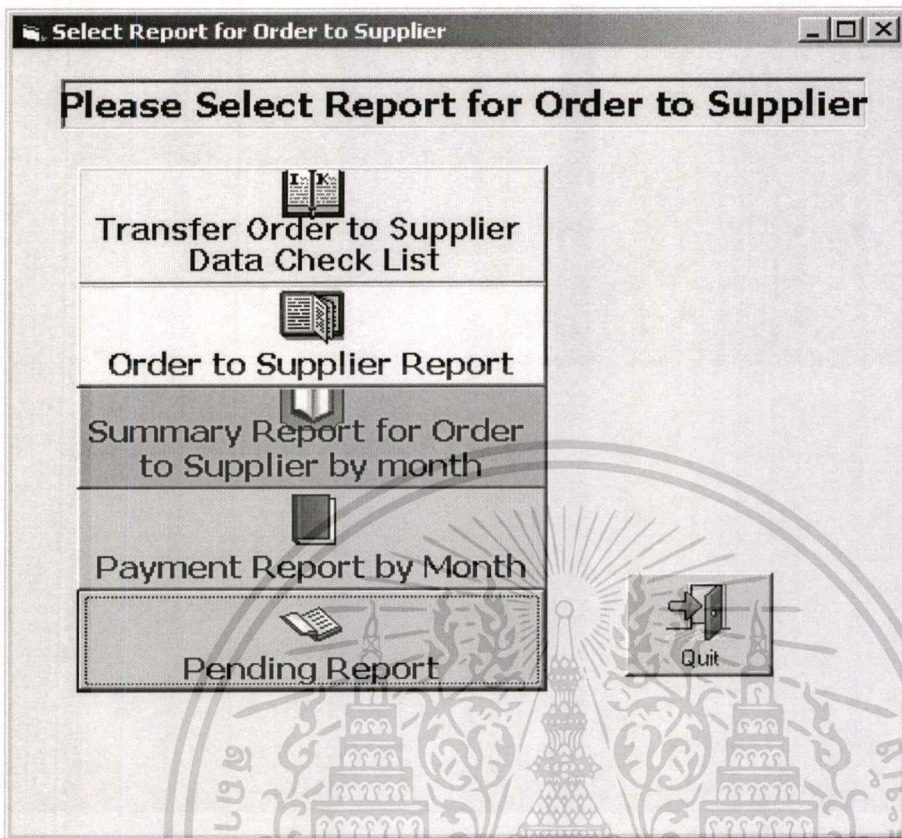 Select Report for Order to Supplier
Please Select Report for Order to Supplier
I K
Transfer Order to Supplier
Data Check List
Order to Supplier Report
Summary Report for Order
to Supplier by month
Payment Report by Month
Pending Report
Quit